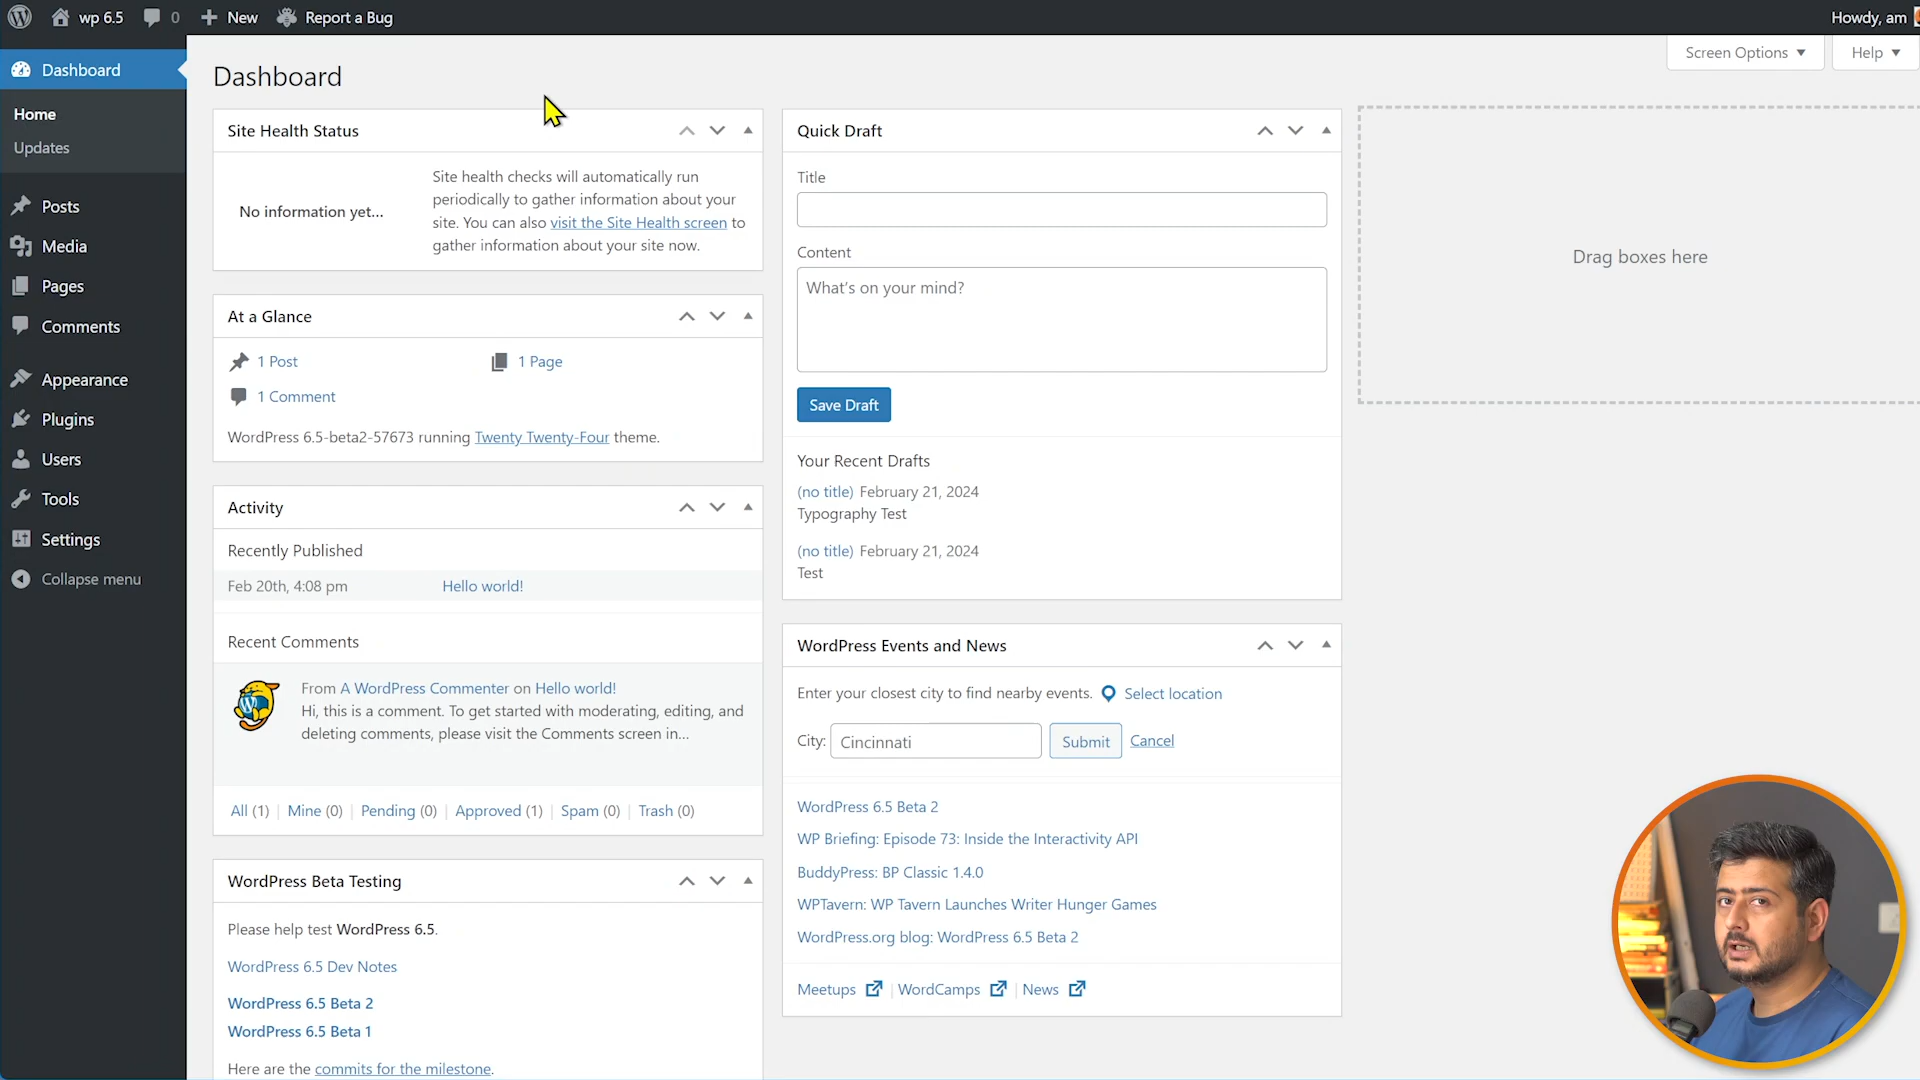 wp 6.5
0
New
Report a Bug
Howdy, am
Dashboard
Home
Updates
Posts
Media
Pages
Comments
Appearance
Plugins
Users
Tools
Settings
Collapse menu
Screen Options
Help
Dashboard
Site Health Status
No information yet...
Site health checks will automatically run
periodically to gather information about your
site. You can also visit the Site Health screen to
gather information about your site now.
At a Glance
1 Post
1 Page
1 Comment
WordPress 6.5-beta2-57673 running Twenty Twenty-Four theme.
Activity
Recently Published
Feb 20th, 4:08 pm
Hello world!
Recent Comments
From A WordPress Commenter on Hello world!
Hi, this is a comment. To get started with moderating, editing, and
deleting comments, please visit the Comments screen in...
All (1) | Mine (0) | Pending (0) | Approved (1) | Spam (0) | Trash (0)
WordPress Beta Testing
Please help test WordPress 6.5.
WordPress 6.5 Dev Notes
WordPress 6.5 Beta 2
WordPress 6.5 Beta 1
Here are the commits for the milestone.
Quick Draft
Title
Content
What's on your mind?
Save Draft
Your Recent Drafts
(no title) February 21, 2024
Typography Test
(no title) February 21, 2024
Test
WordPress Events and News
Enter your closest city to find nearby events. Select location
City: Cincinnati Submit Cancel
WordPress 6.5 Beta 2
WP Briefing: Episode 73: Inside the Interactivity API
BuddyPress: BP Classic 1.4.0
WPTavern: WP Tavern Launches Writer Hunger Games
WordPress.org blog: WordPress 6.5 Beta 2
Meetups | WordCamps | News
Drag boxes here